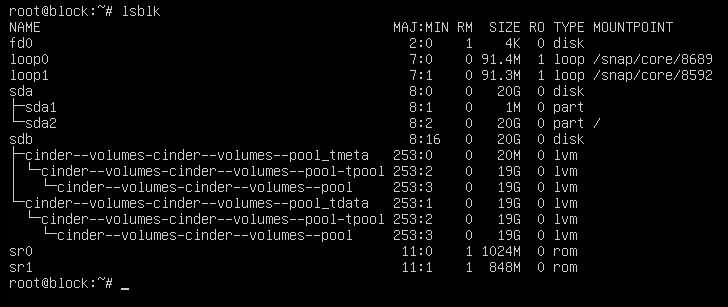 root@block:~# lsblk
NAME                                              MAJ:MIN RM  SIZE RO TYPE MOUNTPOINT
fd0                                                 2:0    1    4K  0 disk
loop0                                               7:0    0 91.4M  1 loop /snap/core/8689
loop1                                               7:1    0 91.3M  1 loop /snap/core/8592
sda                                                 8:0    0   20G  0 disk
├─sda1                                              8:1    0    1M  0 part
└─sda2                                              8:2    0   20G  0 part /
sdb                                                 8:16   0   20G  0 disk
├─cinder--volumes-cinder--volumes--pool_tmeta     253:0    0   20M  0 lvm
│ └─cinder--volumes-cinder--volumes--pool-tpool   253:2    0   19G  0 lvm
│   └─cinder--volumes-cinder--volumes--pool       253:3    0   19G  0 lvm
└─cinder--volumes-cinder--volumes--pool_tdata     253:1    0   19G  0 lvm
  └─cinder--volumes-cinder--volumes--pool-tpool   253:2    0   19G  0 lvm
    └─cinder--volumes-cinder--volumes--pool       253:3    0   19G  0 lvm
sr0                                                11:0    1 1024M  0 rom
sr1                                                11:1    1  848M  0 rom
root@block:~# _